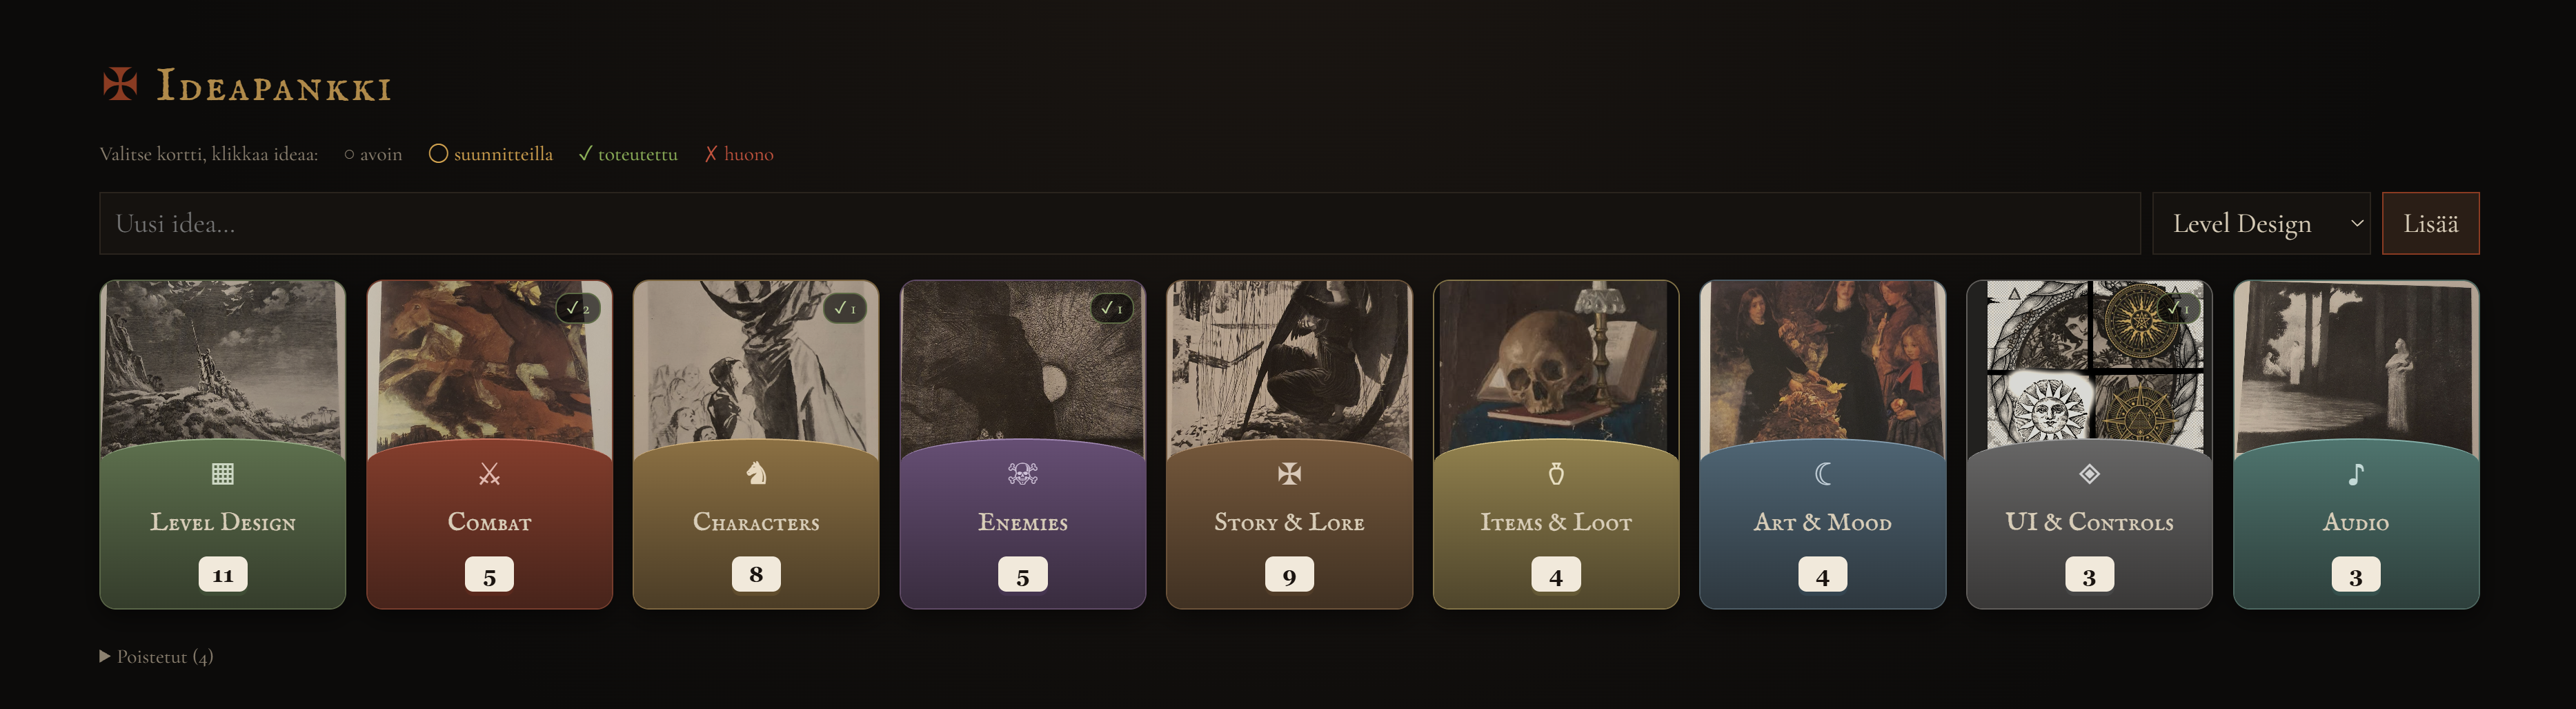 ✠ Ideapankki
Valitse kortti, klikkaa ideaa: ○ avoin ◯ suunnitteilla ✓ toteutettu ✗ huono
Uusi idea... Level Design Lisää
✓ 2 ✓ 1 ✓ 1 ✓ 1
Level Design Combat Characters Enemies Story & Lore Items & Loot Art & Mood UI & Controls Audio
11 5 8 5 9 4 4 3 3
▶ Poistetut (4)